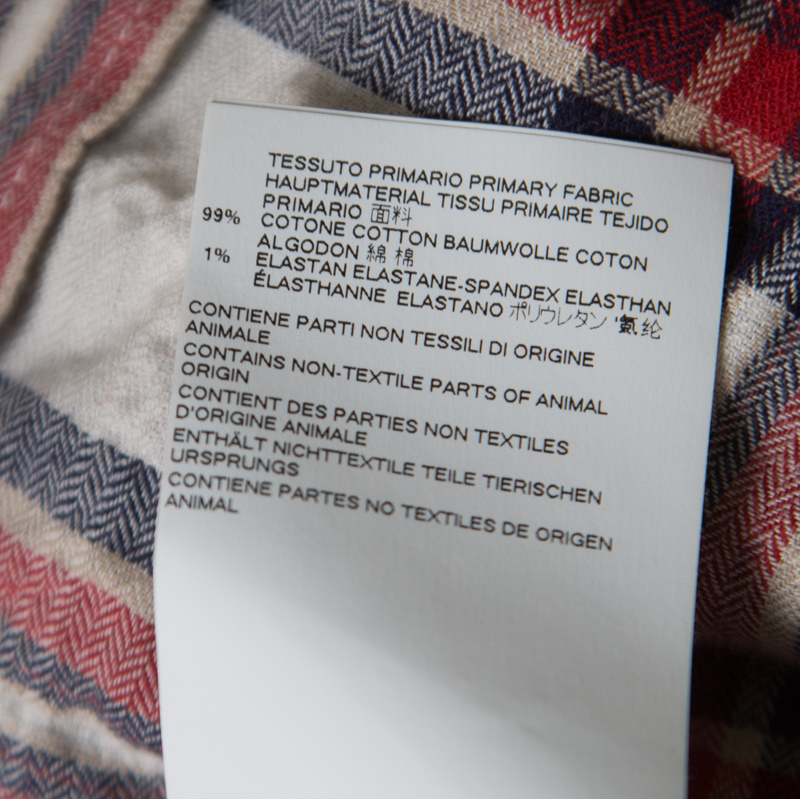 TESSUTO PRIMARIO PRIMARY FABRIC
HAUPTMATERIAL TISSU PRIMAIRE TEJIDO
PRIMARIO 面料
99% COTONE COTTON BAUMWOLLE COTON
ALGODON 綿 棉
1% ELASTAN ELASTANE-SPANDEX ELASTHAN
ÉLASTHANNE ELASTANO ポリウレタン 氨纶
CONTIENE PARTI NON TESSILI DI ORIGINE
ANIMALE
CONTAINS NON-TEXTILE PARTS OF ANIMAL
ORIGIN
CONTIENT DES PARTIES NON TEXTILES
D'ORIGINE ANIMALE
ENTHÄLT NICHTTEXTILE TEILE TIERISCHEN
URSPRUNGS
CONTIENE PARTES NO TEXTILES DE ORIGEN
ANIMAL